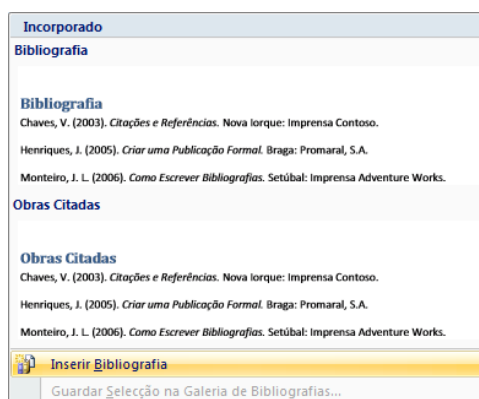 Incorporado
Bibliografia
Bibliografia
Chaves, V. (2003). Citações e Referências. Nova Iorque: Imprensa Contoso.
Henriques, J. (2005). Criar uma Publicação Formal. Braga: Promaral, S.A.
Monteiro, J. L. (2006). Como Escrever Bibliografias. Setúbal: Imprensa Adventure Works.
Obras Citadas
Obras Citadas
Chaves, V. (2003). Citações e Referências. Nova Iorque: Imprensa Contoso.
Henriques, J. (2005). Criar uma Publicação Formal. Braga: Promaral, S.A.
Monteiro, J. L. (2006). Como Escrever Bibliografias. Setúbal: Imprensa Adventure Works.
Inserir Bibliografia
Guardar Selecção na Galeria de Bibliografias...